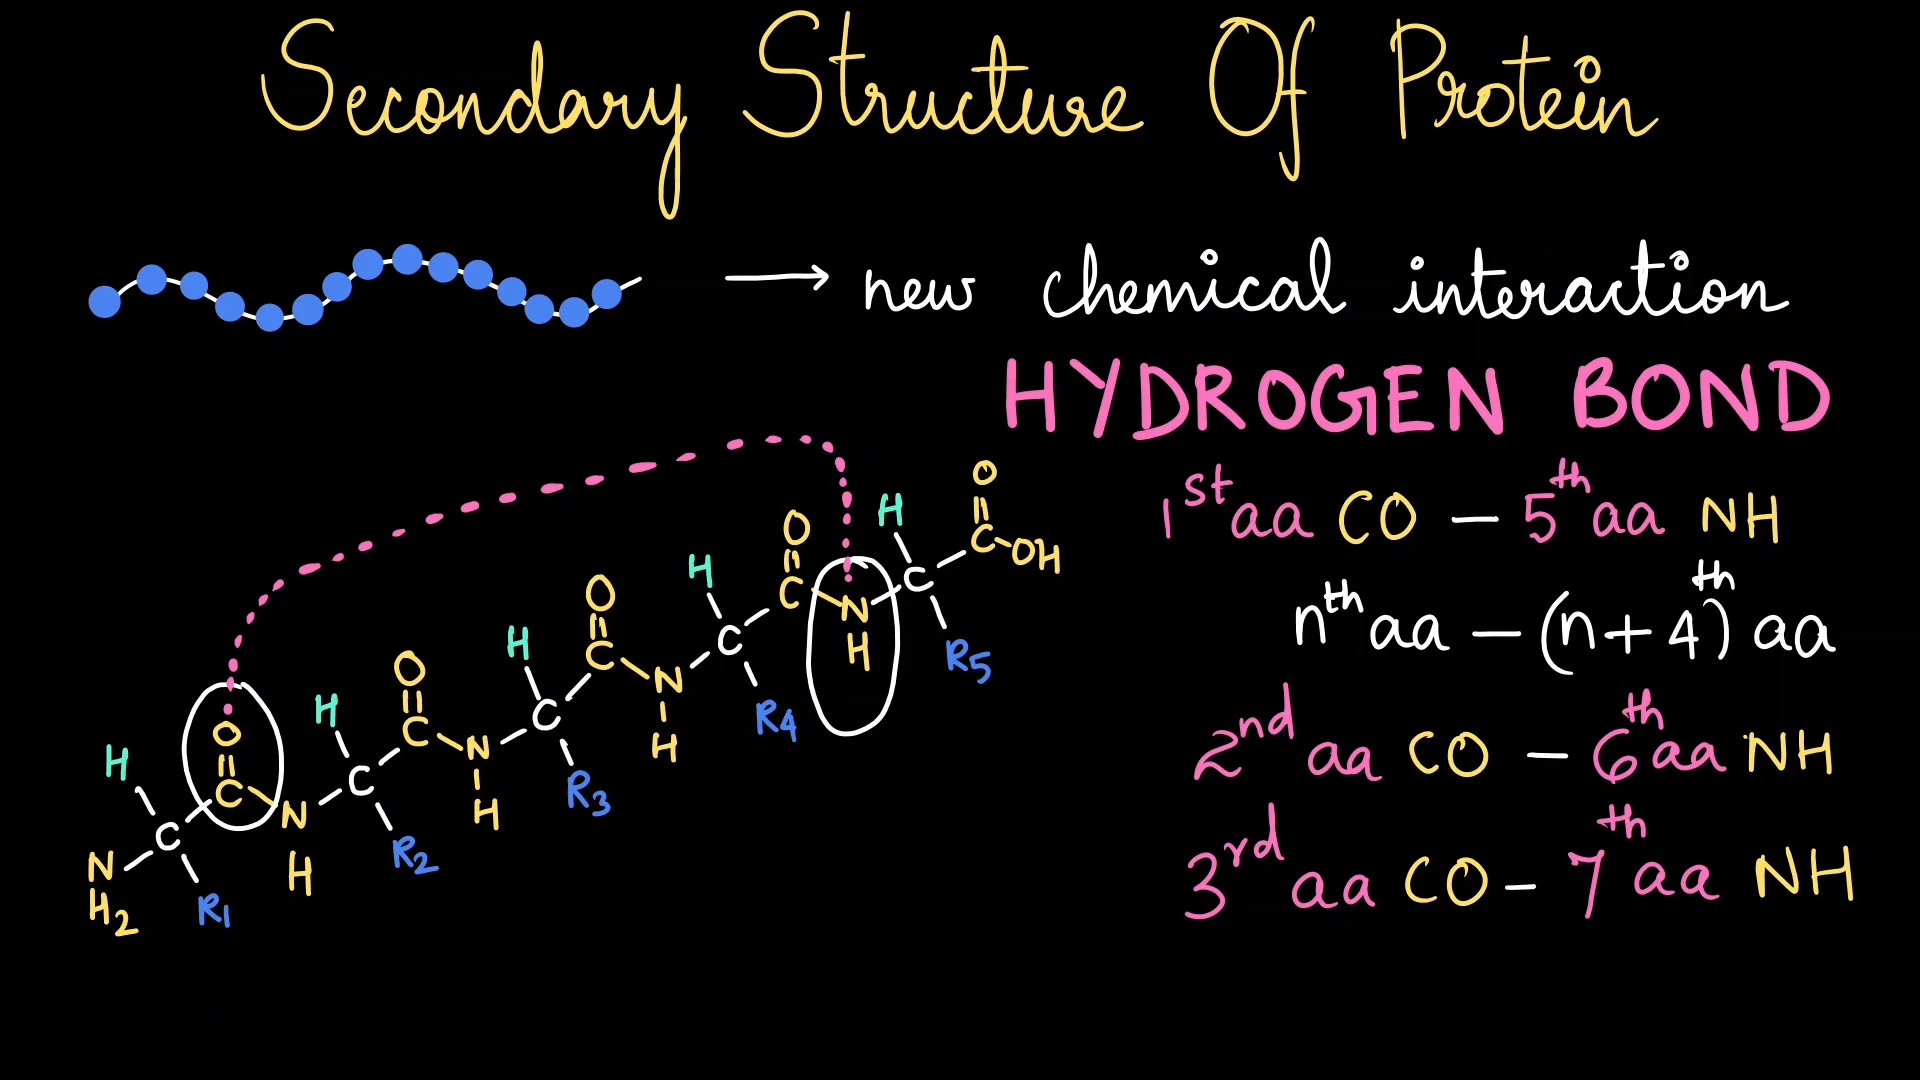 Secondary Structure Of Protein
new chemical interaction
HYDROGEN BOND
1st aa CO — 5th aa NH
nth aa — (n+4)th aa
2nd aa CO — 6th aa NH
3rd aa CO — 7th aa NH
O
H C OH
O
H C N C
H R5
O
H C N C
H R4
O
H C N C
H R3
O
H C N C
H R2
N C
H2 R1